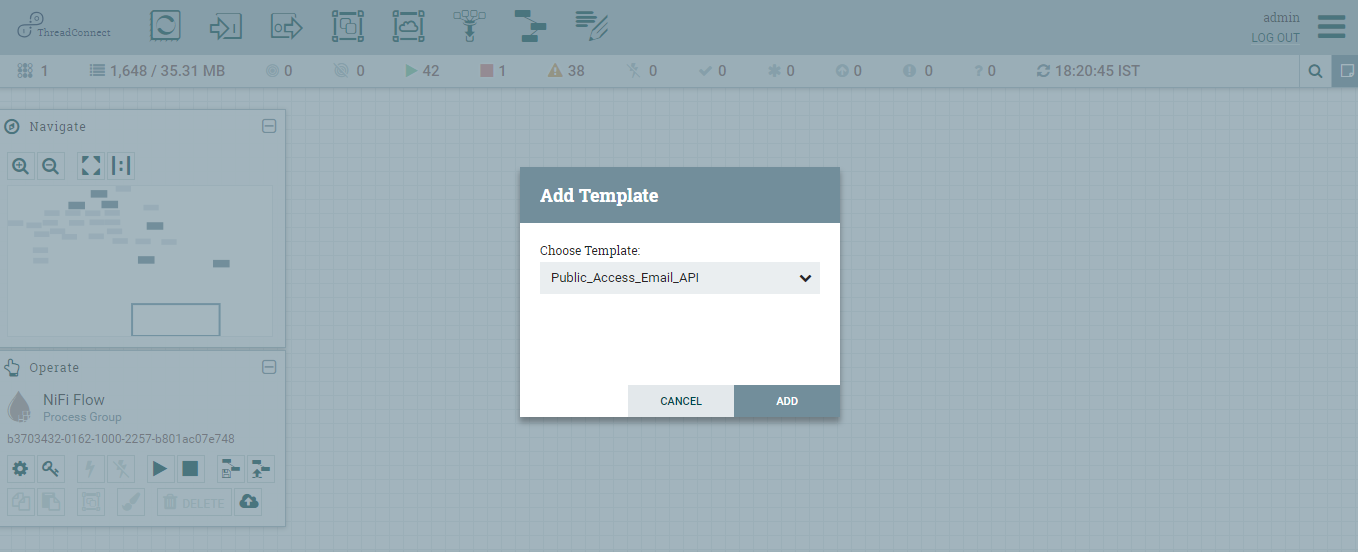 ThreadConnect
admin
LOG OUT
1
1,648 / 35.31 MB
0
0
42
1
38
0
0
0
0
0
? 0
18:20:45 IST
Navigate
Add Template
Choose Template:
Public_Access_Email_API
CANCEL
ADD
Operate
NiFi Flow
Process Group
b3703432-0162-1000-2257-b801ac07e748
DELETE